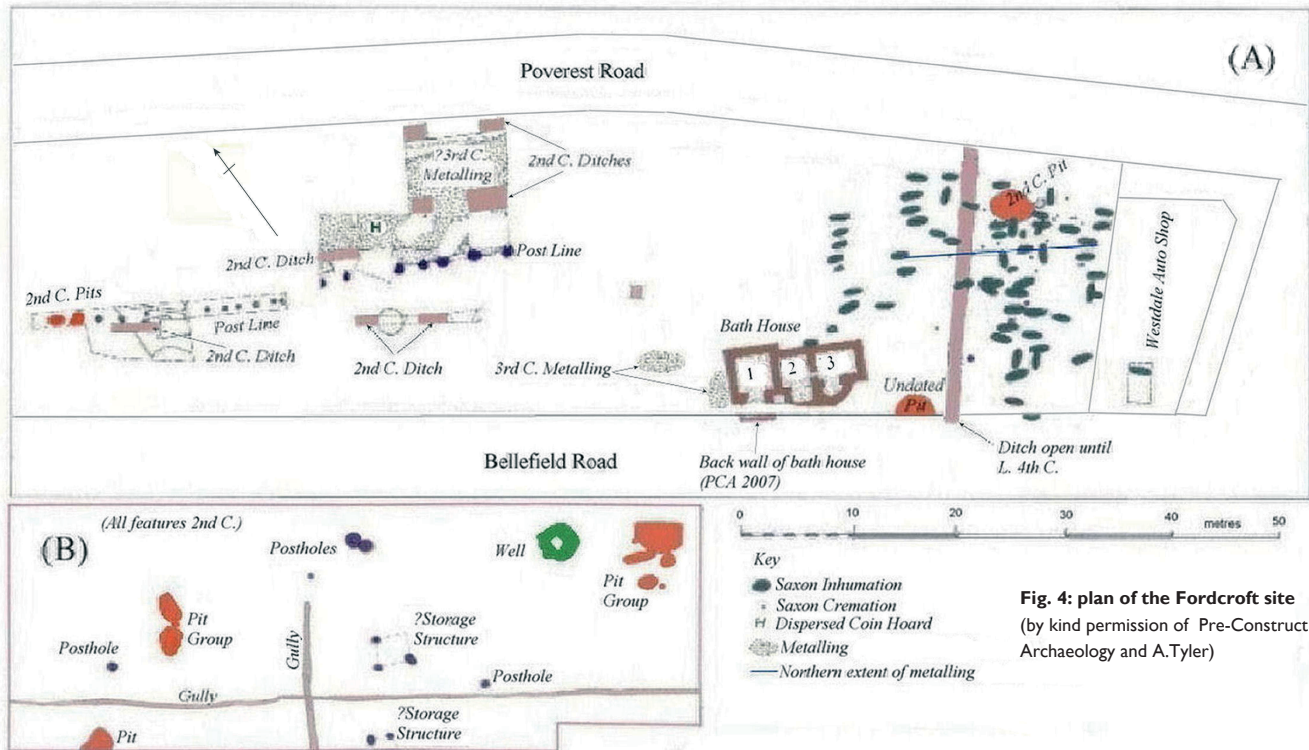 (A)
Poverest Road
?3rd C.
Metalling
2nd C. Ditches
2nd C. Pit
H
Post Line
2nd C. Ditch
2nd C. Pits
Post Line
2nd C. Ditch
2nd C. Ditch
Westdale Auto Shop
Bath House
1 2 3
3rd C. Metalling
Undated
Pit
Ditch open until
L. 4th C.
Back wall of bath house
(PCA 2007)
Bellefield Road
(B)
(All features 2nd C.)
Postholes
Well
Pit
Group
Pit
Group
?Storage
Structure
Posthole
Gully
Posthole
Gully
?Storage
Structure
Pit
0 10 20 30 40 metres 50
Key
Saxon Inhumation
Saxon Cremation
H Dispersed Coin Hoard
Metalling
Northern extent of metalling
Fig. 4: plan of the Fordcroft site
(by kind permission of Pre-Construct
Archaeology and A.Tyler)